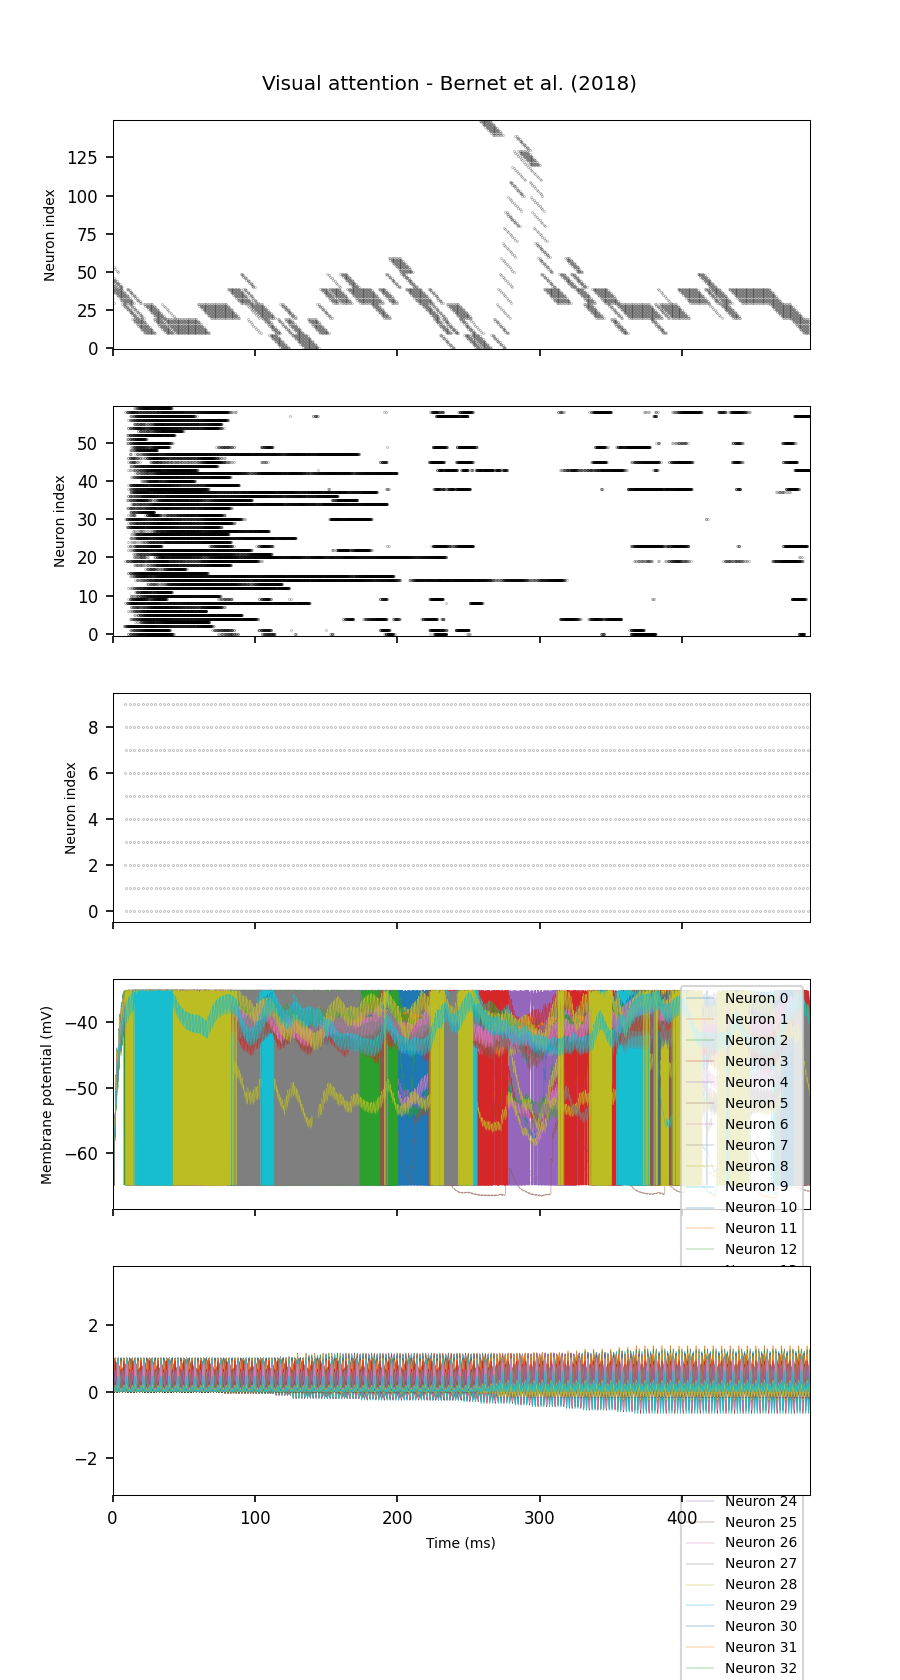 Visual attention - Bernet et al. (2018)
Neuron index
125
100
75
50
25
0
Neuron index
50
40
30
20
10
0
Neuron index
8
6
4
2
0
Membrane potential (mV)
−40
−50
−60
Neuron 0
Neuron 1
Neuron 2
Neuron 3
Neuron 4
Neuron 5
Neuron 6
Neuron 7
Neuron 8
Neuron 9
Neuron 10
Neuron 11
Neuron 12
2
0
−2
0 100 200 300 400
Time (ms)
Neuron 24
Neuron 25
Neuron 26
Neuron 27
Neuron 28
Neuron 29
Neuron 30
Neuron 31
Neuron 32